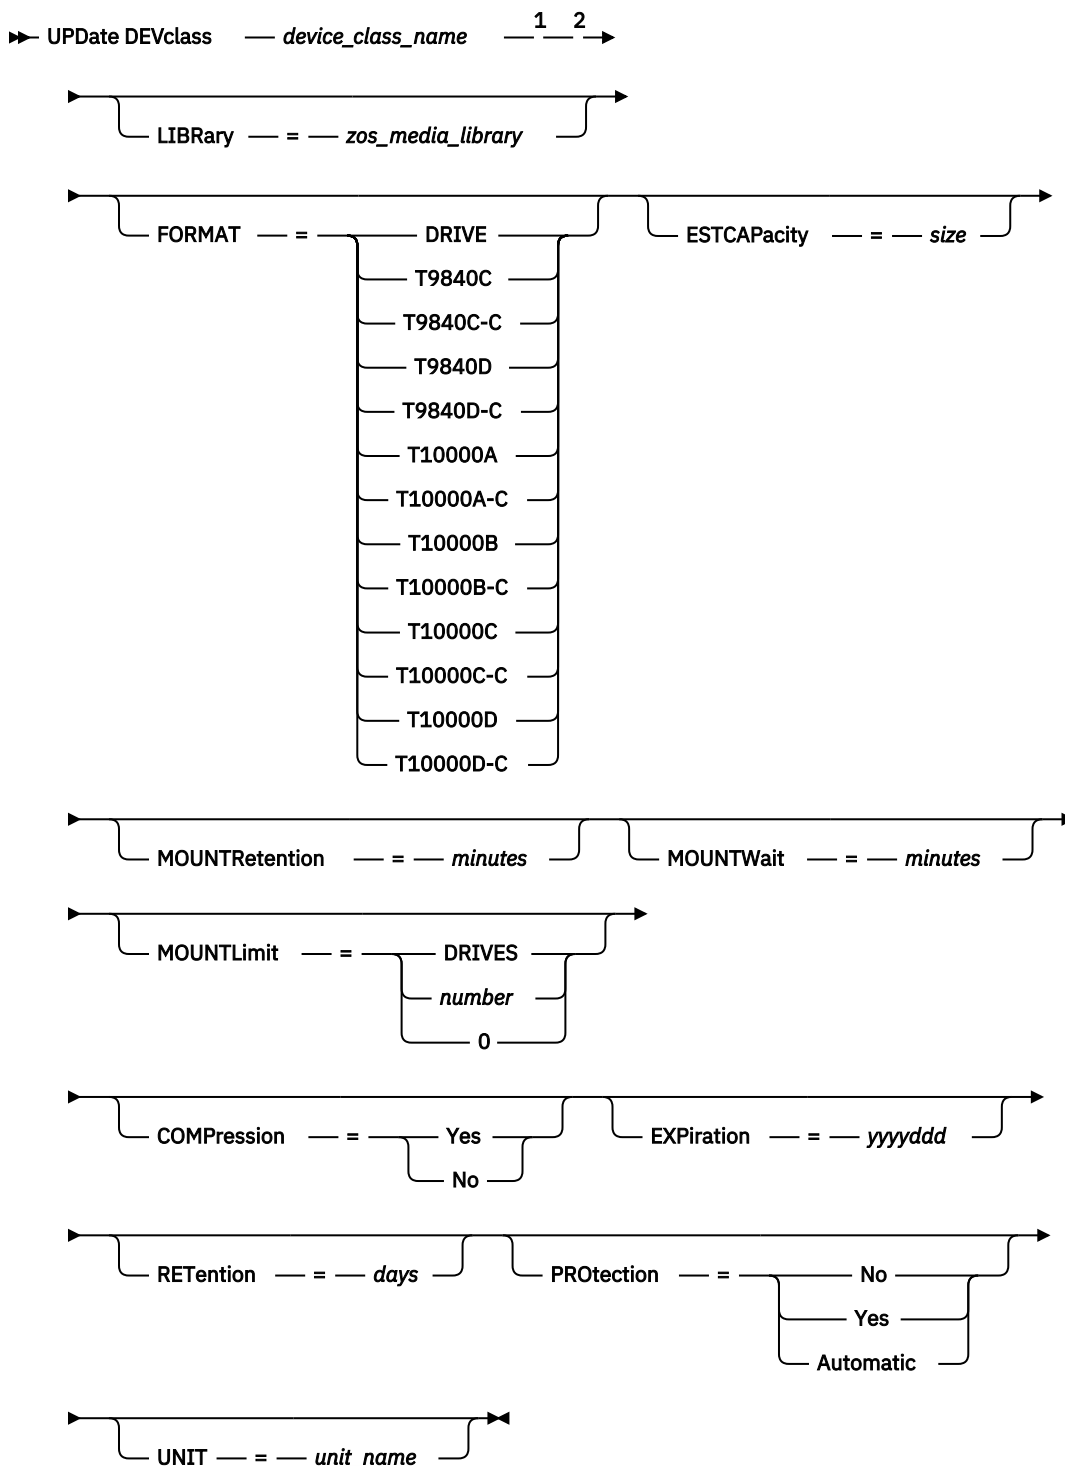 1 2
UPDate DEVclass device_class_name
LIBRary = zos_media_library
FORMAT = DRIVE ESTCAPacity = size
T9840C
T9840C-C
T9840D
T9840D-C
T10000A
T10000A-C
T10000B
T10000B-C
T10000C
T10000C-C
T10000D
T10000D-C
MOUNTRetention = minutes MOUNTWait = minutes
MOUNTLimit = DRIVES
number
0
COMPression = Yes EXPiration = yyyyddd
No
RETention = days PROtection = No
Yes
Automatic
UNIT = unit_name